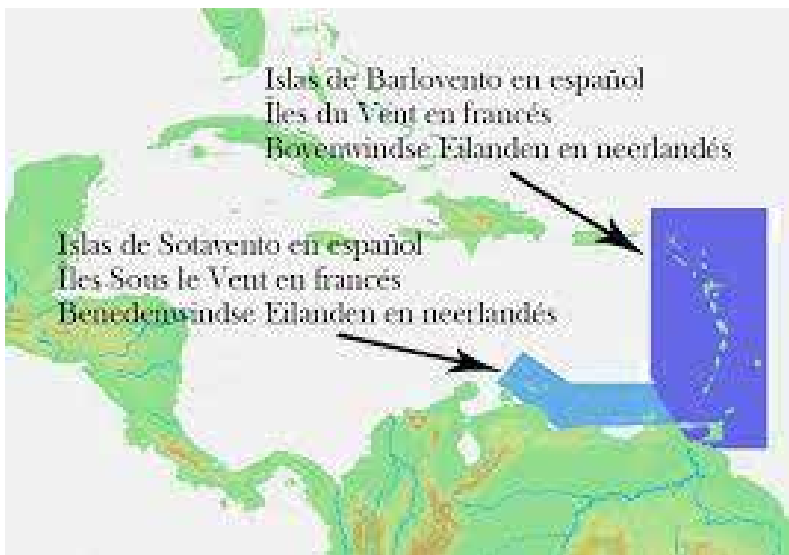 Islas de Barlovento en español
Îles du Vent en francés
Bovenwindse Eilanden en neerlandés
Islas de Sotavento en español
Îles Sous le Vent en francés
Benedenwindse Eilanden en neerlandés